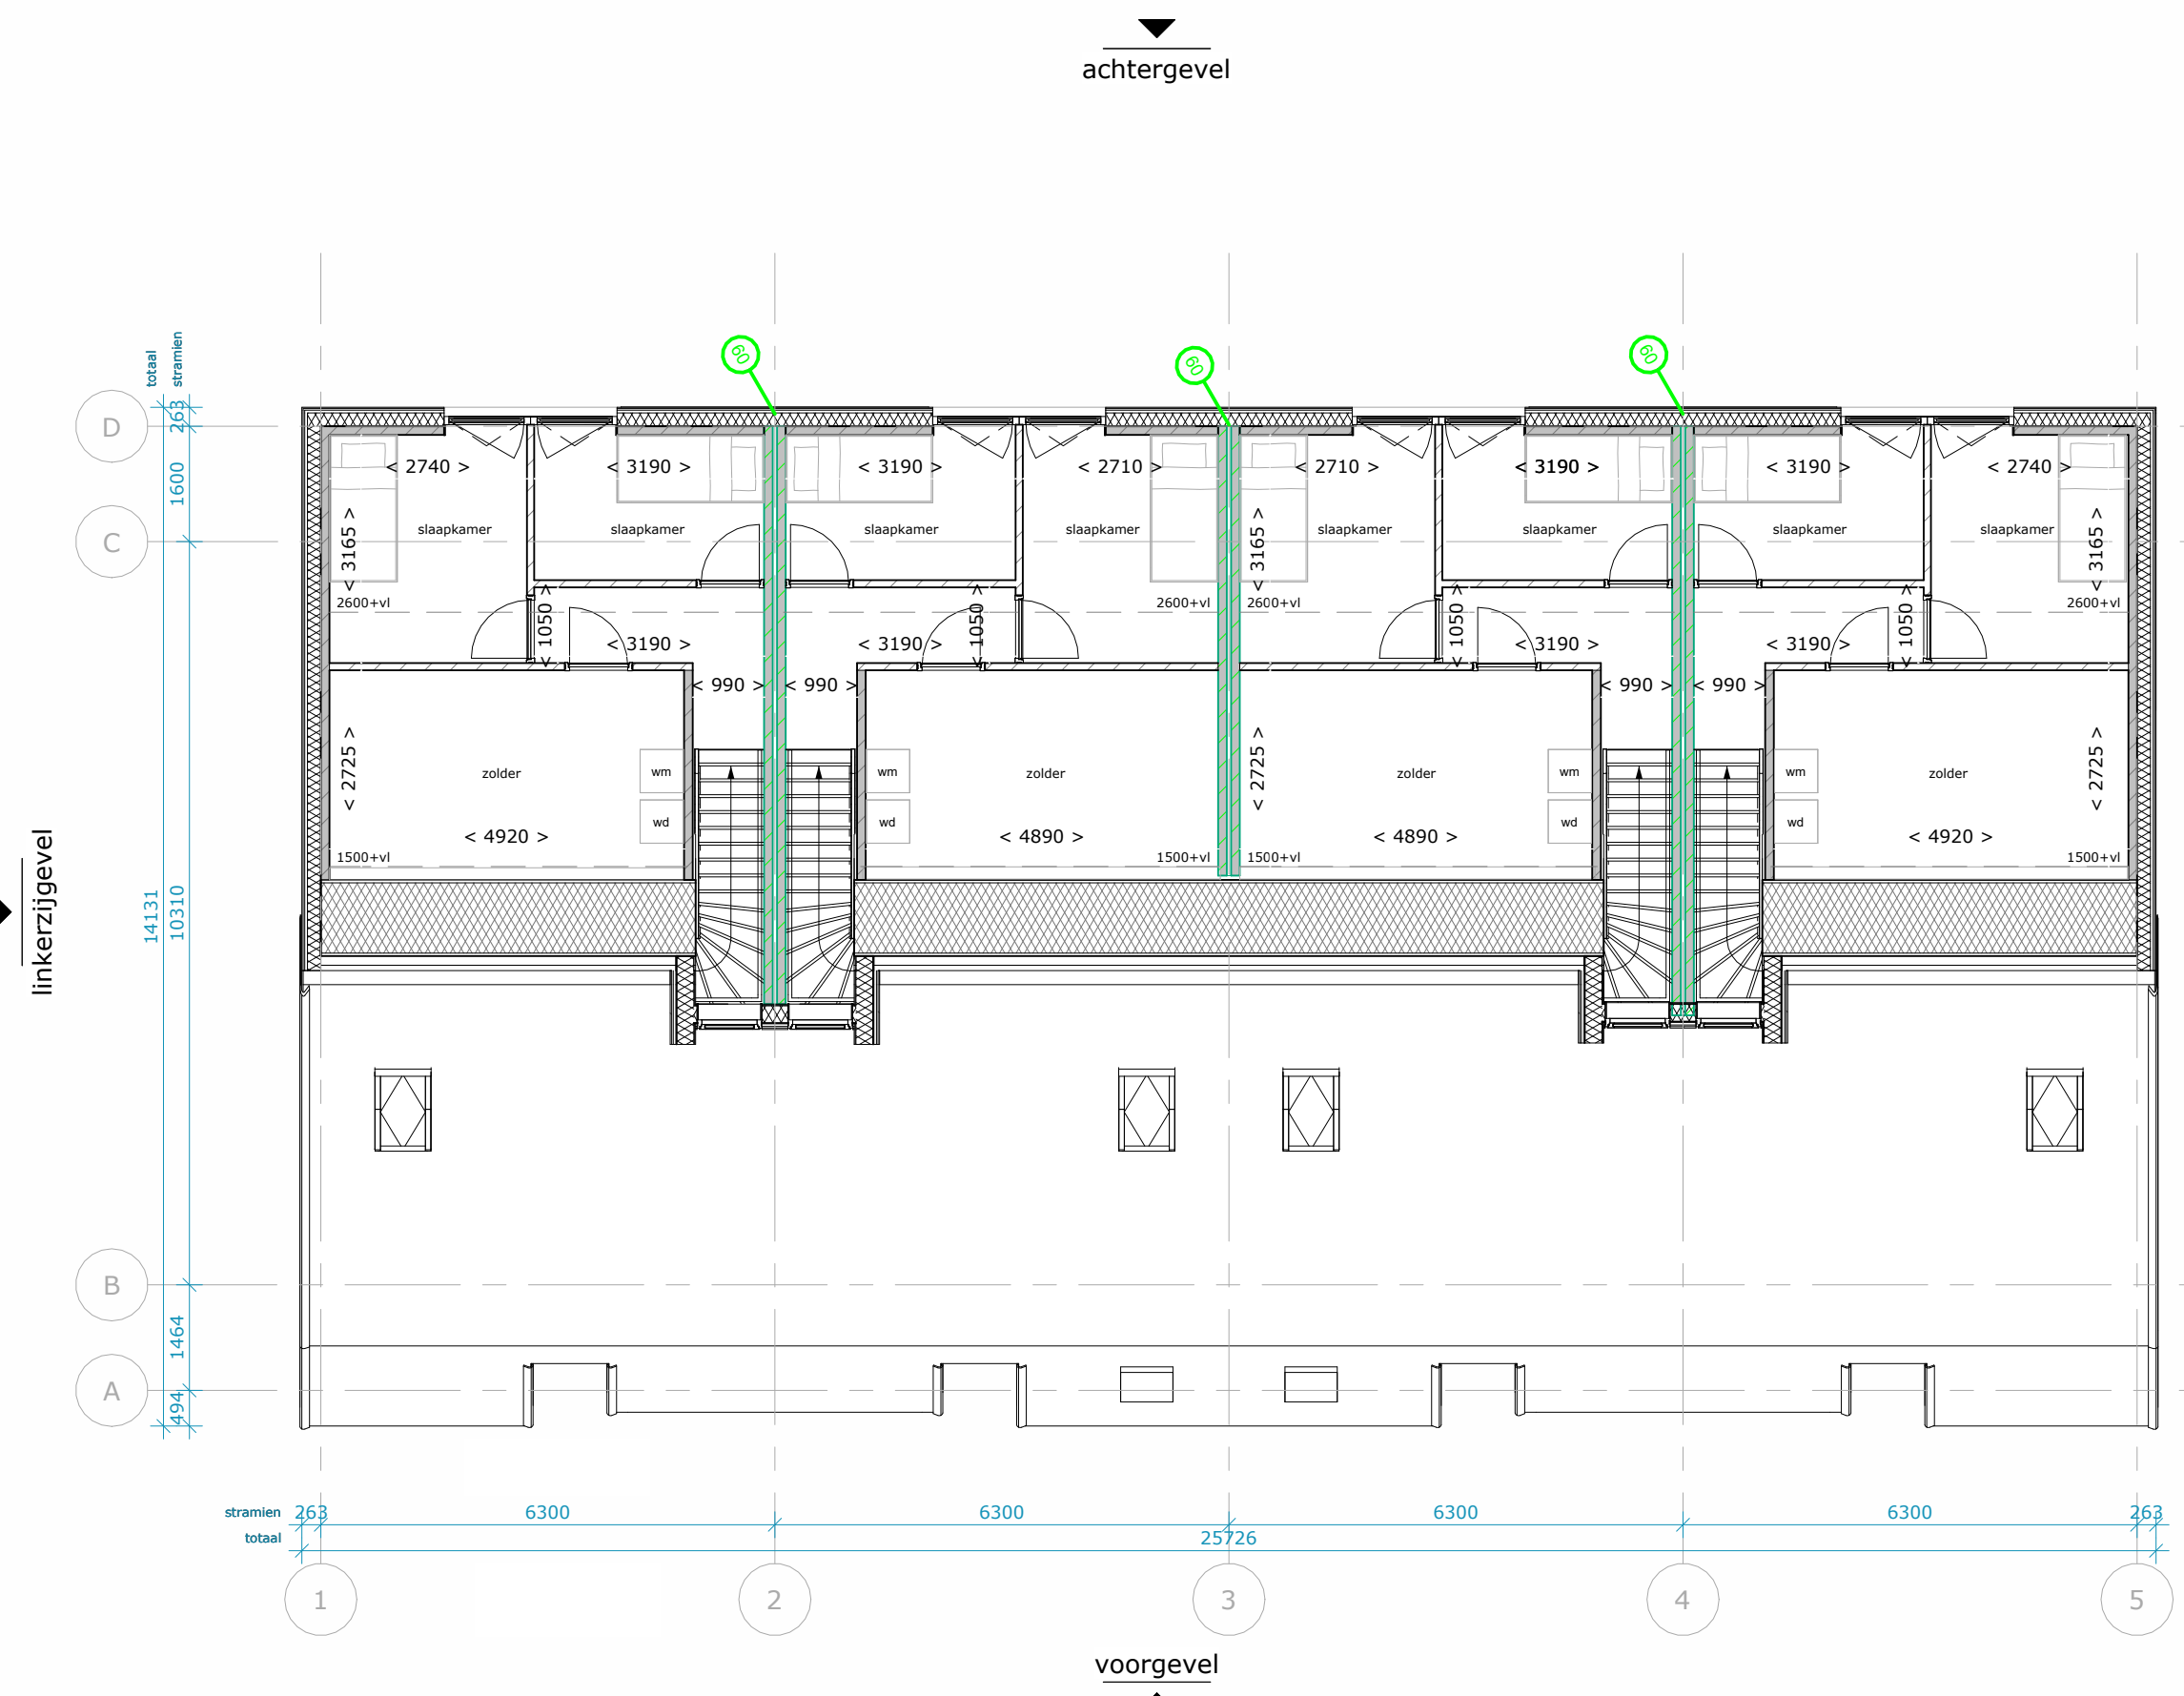 achtergevel
totaal
stramien
60
60
60
D
263
< 2740 >
< 3190 >
< 3190 >
< 2710 >
< 2710 >
< 3190 >
< 3190 >
< 2740 >
1600
slaapkamer
slaapkamer
slaapkamer
slaapkamer
slaapkamer
slaapkamer
slaapkamer
slaapkamer
C
< 3165 >
< 3165 >
< 3165 >
2600+vl
2600+vl
2600+vl
2600+vl
< 1050 >
< 1050 >
< 1050 >
< 1050 >
< 3190 >
< 3190 >
< 3190 >
< 3190 >
< 990 >
< 990 >
< 990 >
< 990 >
< 2725 >
< 2725 >
< 2725 >
zolder
wm
wm
zolder
zolder
wm
wm
zolder
wd
wd
wd
wd
< 4920 >
< 4890 >
< 4890 >
< 4920 >
1500+vl
1500+vl
1500+vl
1500+vl
linkerzijgevel
14131
10310
B
1464
A
494
stramien
263
6300
6300
6300
6300
263
totaal
25726
1
2
3
4
5
voorgevel